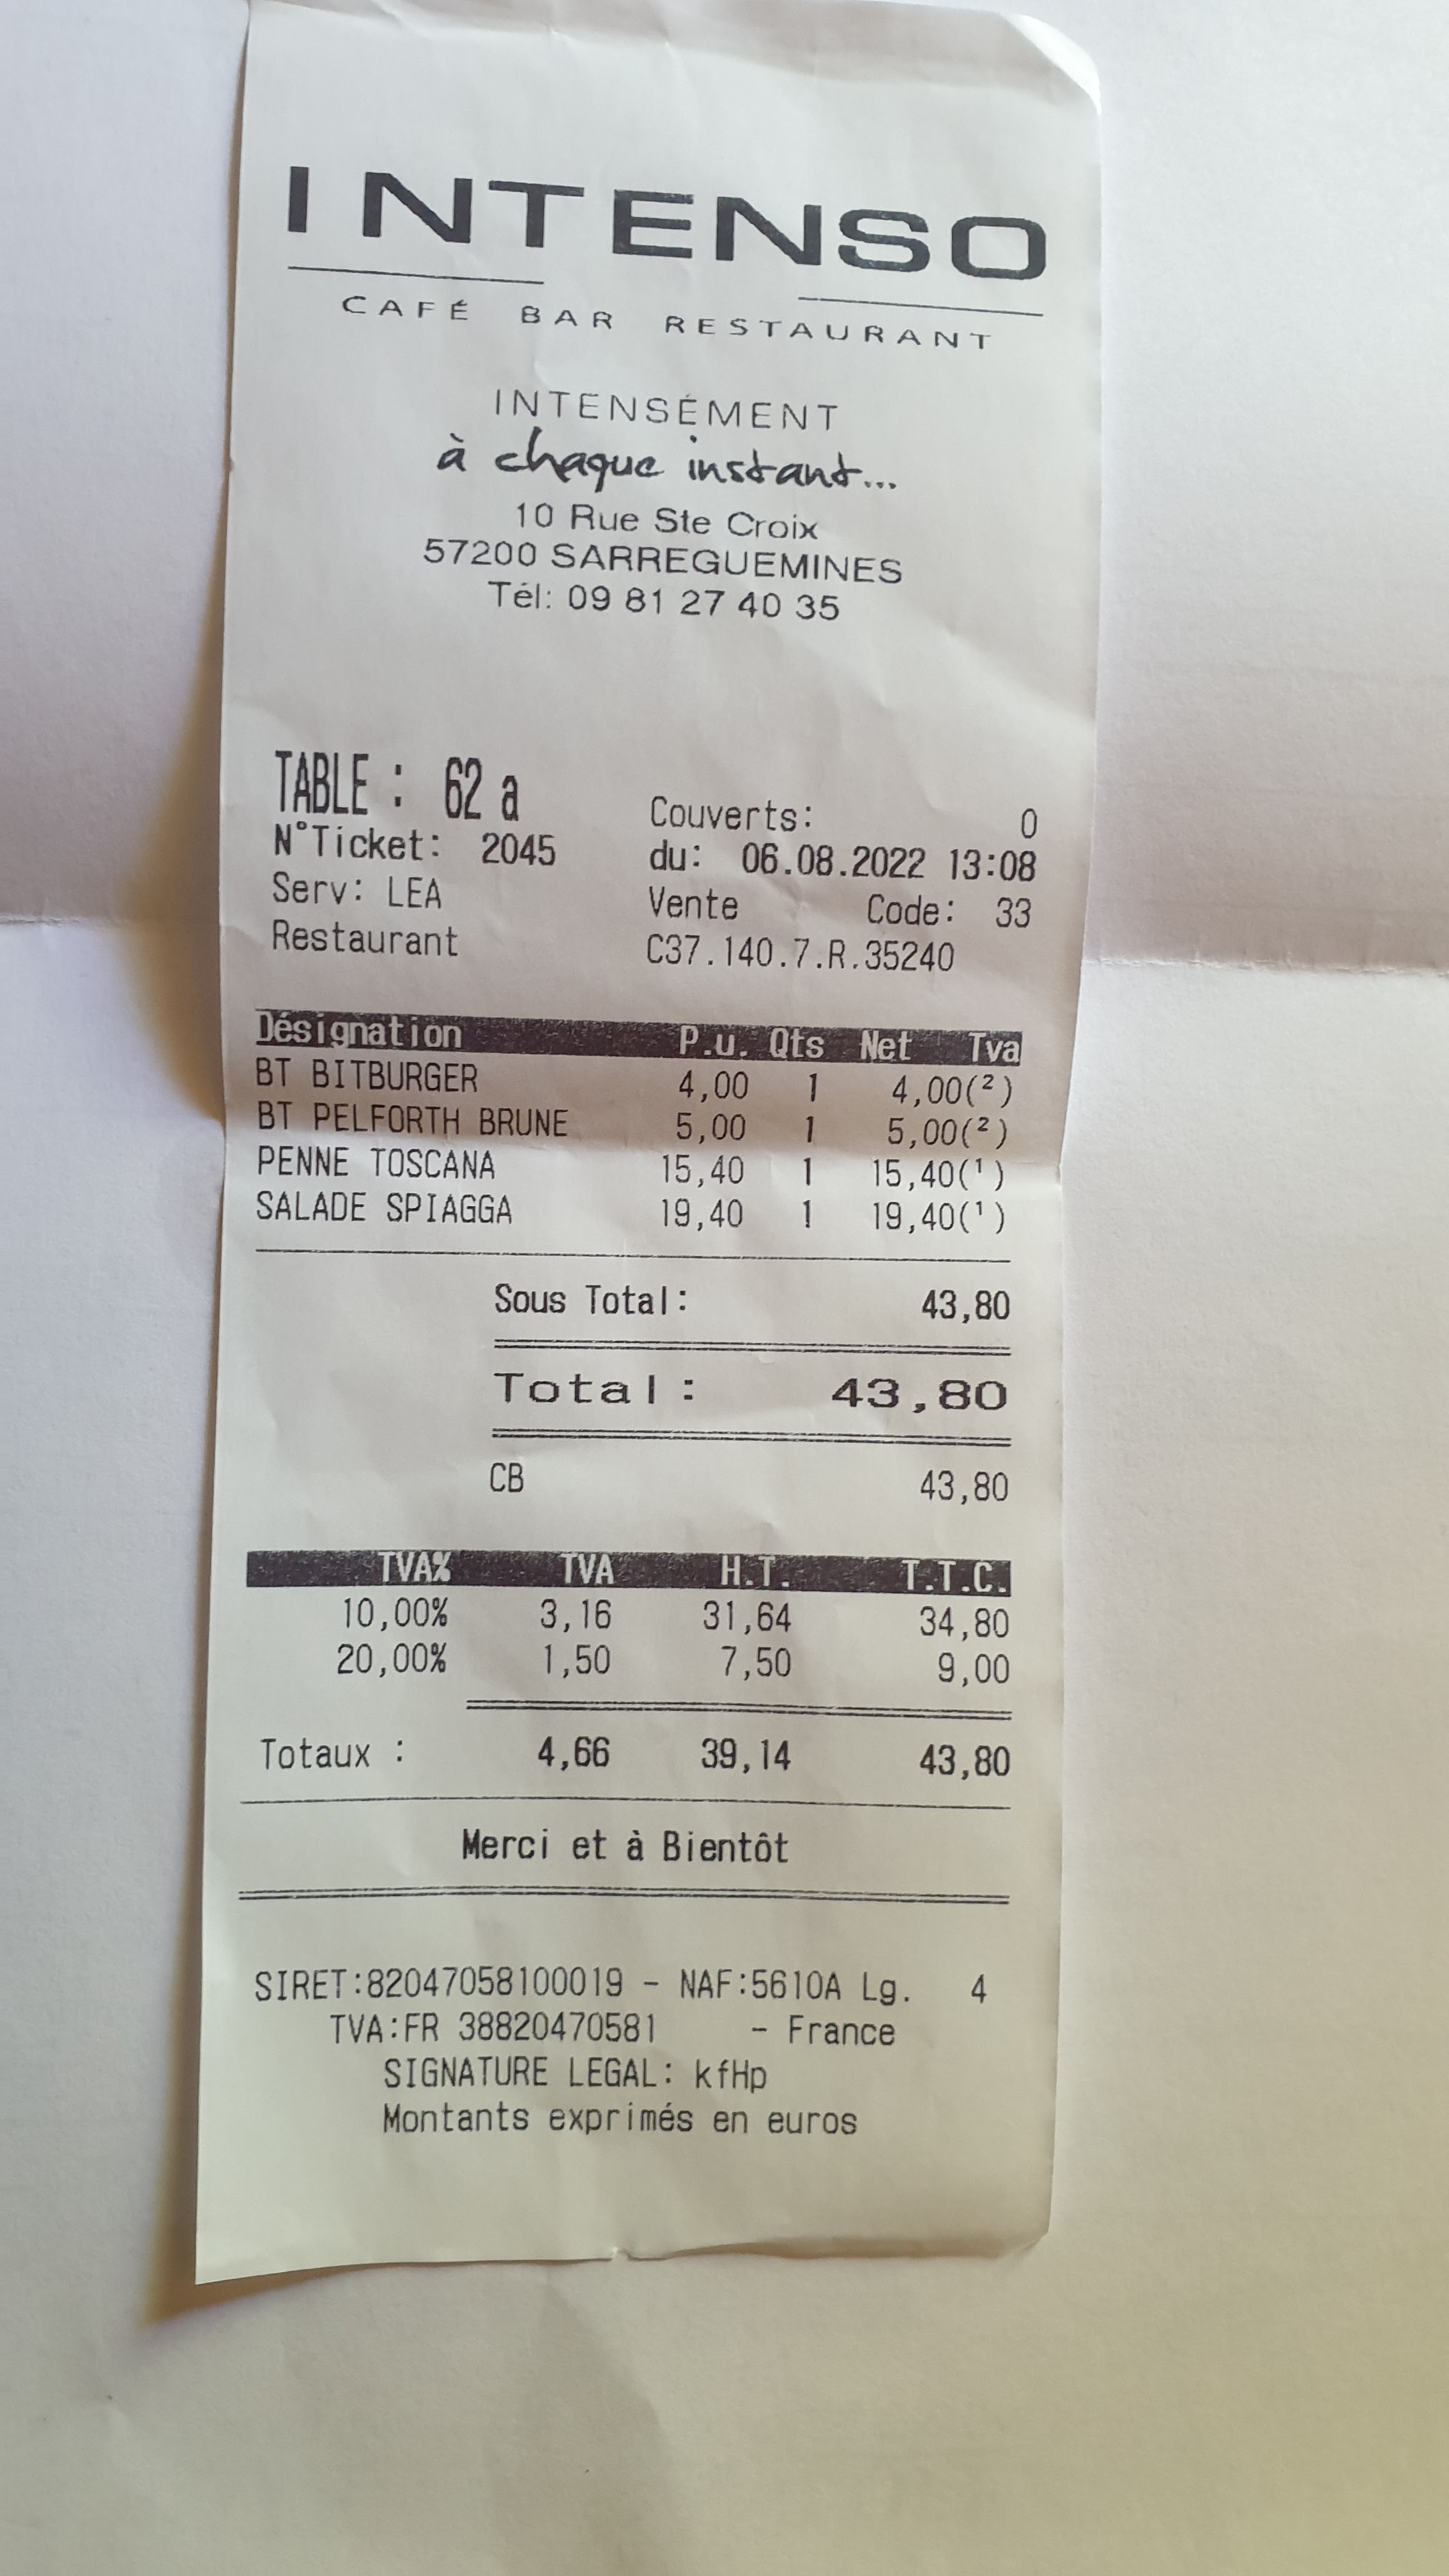 INTENSO
CAFÉ BAR RESTAURANT
INTENSÉMENT
à chaque instant...
10 Rue Ste Croix
57200 SARREGUEMINES
Tél: 09 81 27 40 35
TABLE : 62 a Couverts: 0
N°Ticket: 2045 du: 06.08.2022 13:08
Serv: LEA Vente Code: 33
Restaurant C37.140.7.R.35240
Désignation P.u. Qts Net Tva
BT BITBURGER 4,00 1 4,00(²)
BT PELFORTH BRUNE 5,00 1 5,00(²)
PENNE TOSCANA 15,40 1 15,40(¹)
SALADE SPIAGGA 19,40 1 19,40(¹)
Sous Total: 43,80
Total: 43,80
CB 43,80
TVA% TVA H.T. T.T.C.
10,00% 3,16 31,64 34,80
20,00% 1,50 7,50 9,00
Totaux : 4,66 39,14 43,80
Merci et à Bientôt
SIRET:82047058100019 - NAF:5610A Lg. 4
TVA:FR 38820470581 - France
SIGNATURE LEGAL: kfHp
Montants exprimés en euros